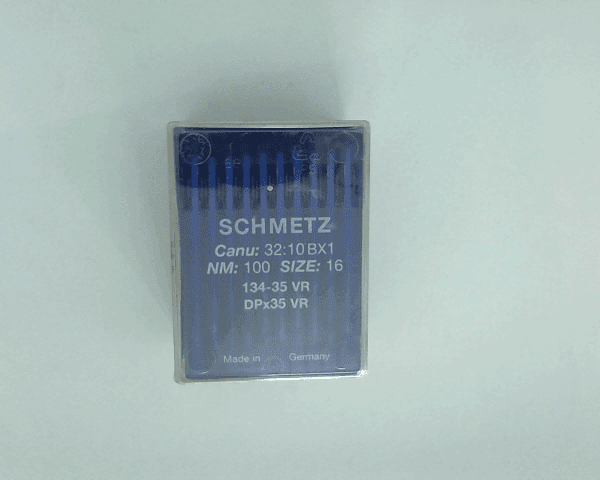 SCHMETZ
Canu: 32:10 BX1
NM: 100 SIZE: 16
134-35 VR
DPx35 VR
Made in Germany